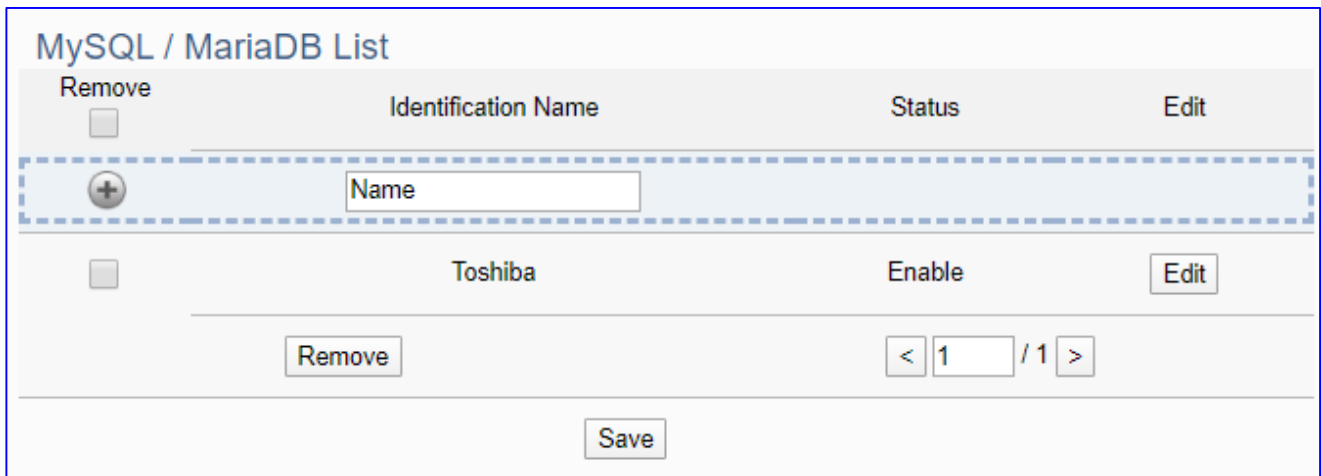 MySQL / MariaDB List
Remove Identification Name Status Edit
Name
Toshiba Enable Edit
Remove < 1 / 1 >
Save